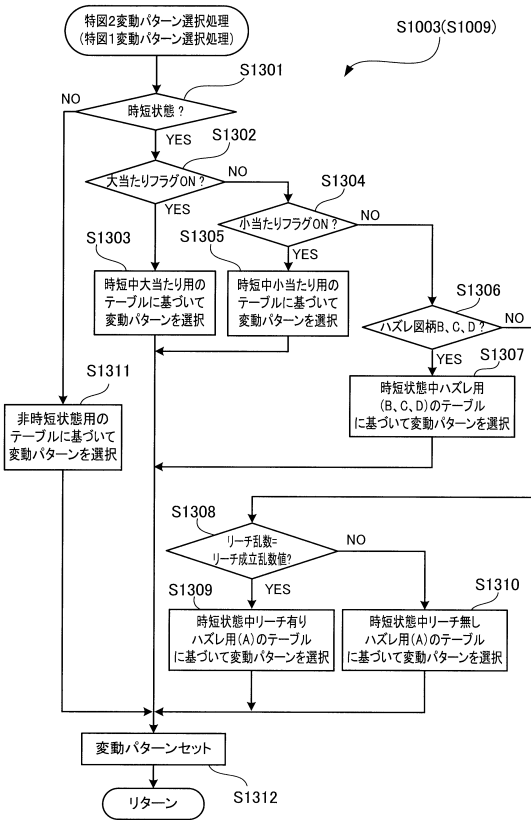 特図2変動パターン選択処理
(特図1変動パターン選択処理)
S1003(S1009)
S1301
時短状態？
NO
YES
S1302
大当たりフラグON？
NO
YES
S1304
小当たりフラグON？
NO
YES
S1303
時短中大当たり用の
テーブルに基づいて
変動パターンを選択
S1305
時短中小当たり用の
テーブルに基づいて
変動パターンを選択
S1306
ハズレ図柄B、C、D？
NO
YES
S1307
時短状態中ハズレ用
(B、C、D)のテーブル
に基づいて変動パターンを選択
S1311
非時短状態用の
テーブルに基づいて
変動パターンを選択
S1308
リーチ乱数=
リーチ成立乱数値?
NO
YES
S1309
時短状態中リーチ有り
ハズレ用(A)のテーブル
に基づいて変動パターンを選択
S1310
時短状態中リーチ無し
ハズレ用(A)のテーブル
に基づいて変動パターンを選択
変動パターンセット
S1312
リターン